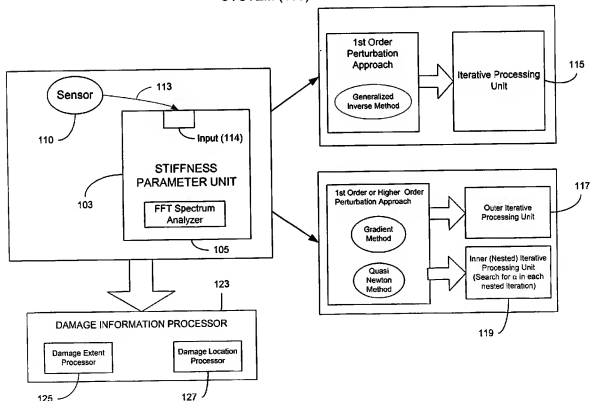 Sensor
113
110
Input (114)
STIFFNESS
PARAMETER UNIT
103
FFT Spectrum
Analyzer
105
1st Order
Perturbation
Approach
Generalized
Inverse Method
Iterative Processing
Unit
115
1st Order or Higher Order
Perturbation Approach
Gradient
Method
Quasi
Newton
Method
Outer Iterative
Processing Unit
117
Inner (Nested) Iterative
Processing Unit
(Search for α in each
nested iteration)
119
123
DAMAGE INFORMATION PROCESSOR
Damage Extent
Processor
Damage Location
Processor
125
127